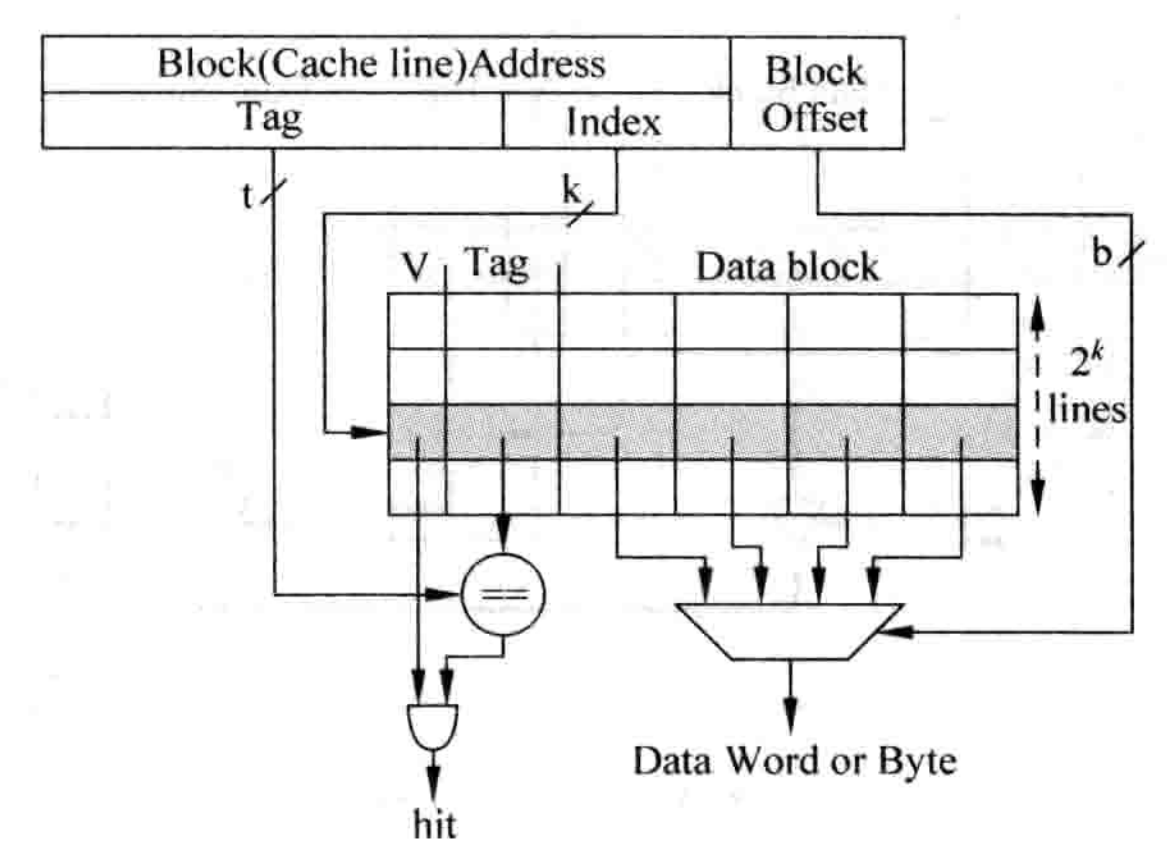 Block(Cache line)Address
Block
Offset
Tag
Index
t
k
b
V
Tag
Data block
2^k
lines
==
Data Word or Byte
hit